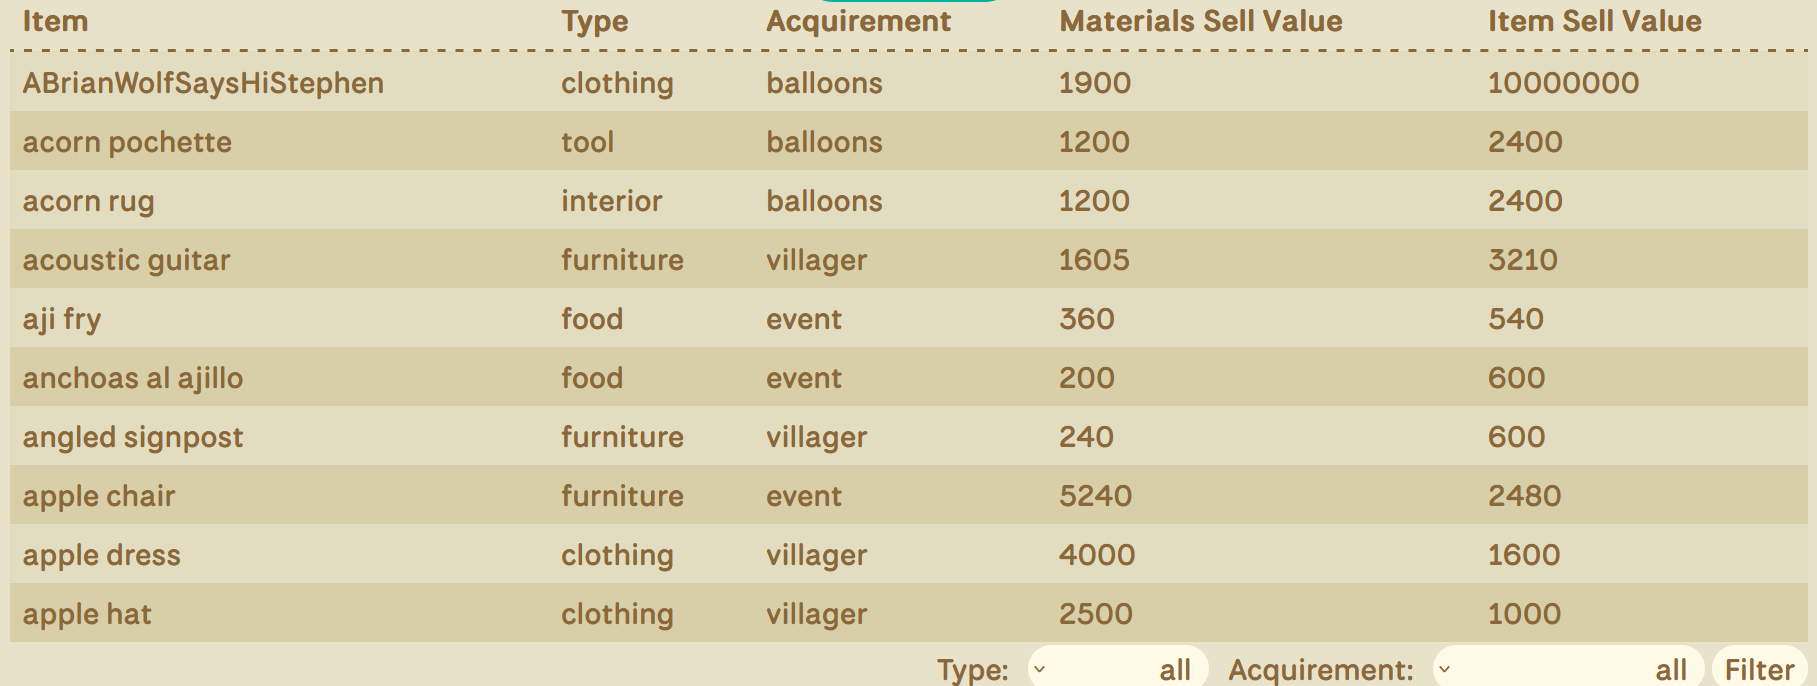 Item Type Acquirement Materials Sell Value Item Sell Value
ABrianWolfSaysHiStephen clothing balloons 1900 10000000
acorn pochette tool balloons 1200 2400
acorn rug interior balloons 1200 2400
acoustic guitar furniture villager 1605 3210
aji fry food event 360 540
anchoas al ajillo food event 200 600
angled signpost furniture villager 240 600
apple chair furniture event 5240 2480
apple dress clothing villager 4000 1600
apple hat clothing villager 2500 1000
Type: all Acquirement: all Filter